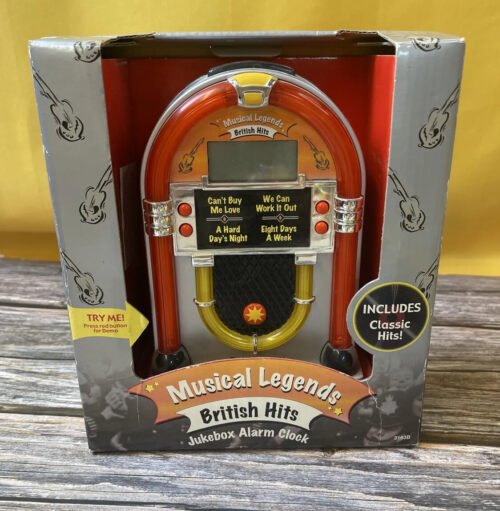 Musical Legends
British Hits
Can't Buy
Me Love
We Can
Work It Out
A Hard
Day's Night
Eight Days
A Week
TRY ME!
Press red button
for Demo
INCLUDES
Classic
Hits!
Musical Legends
British Hits
Jukebox Alarm Clock